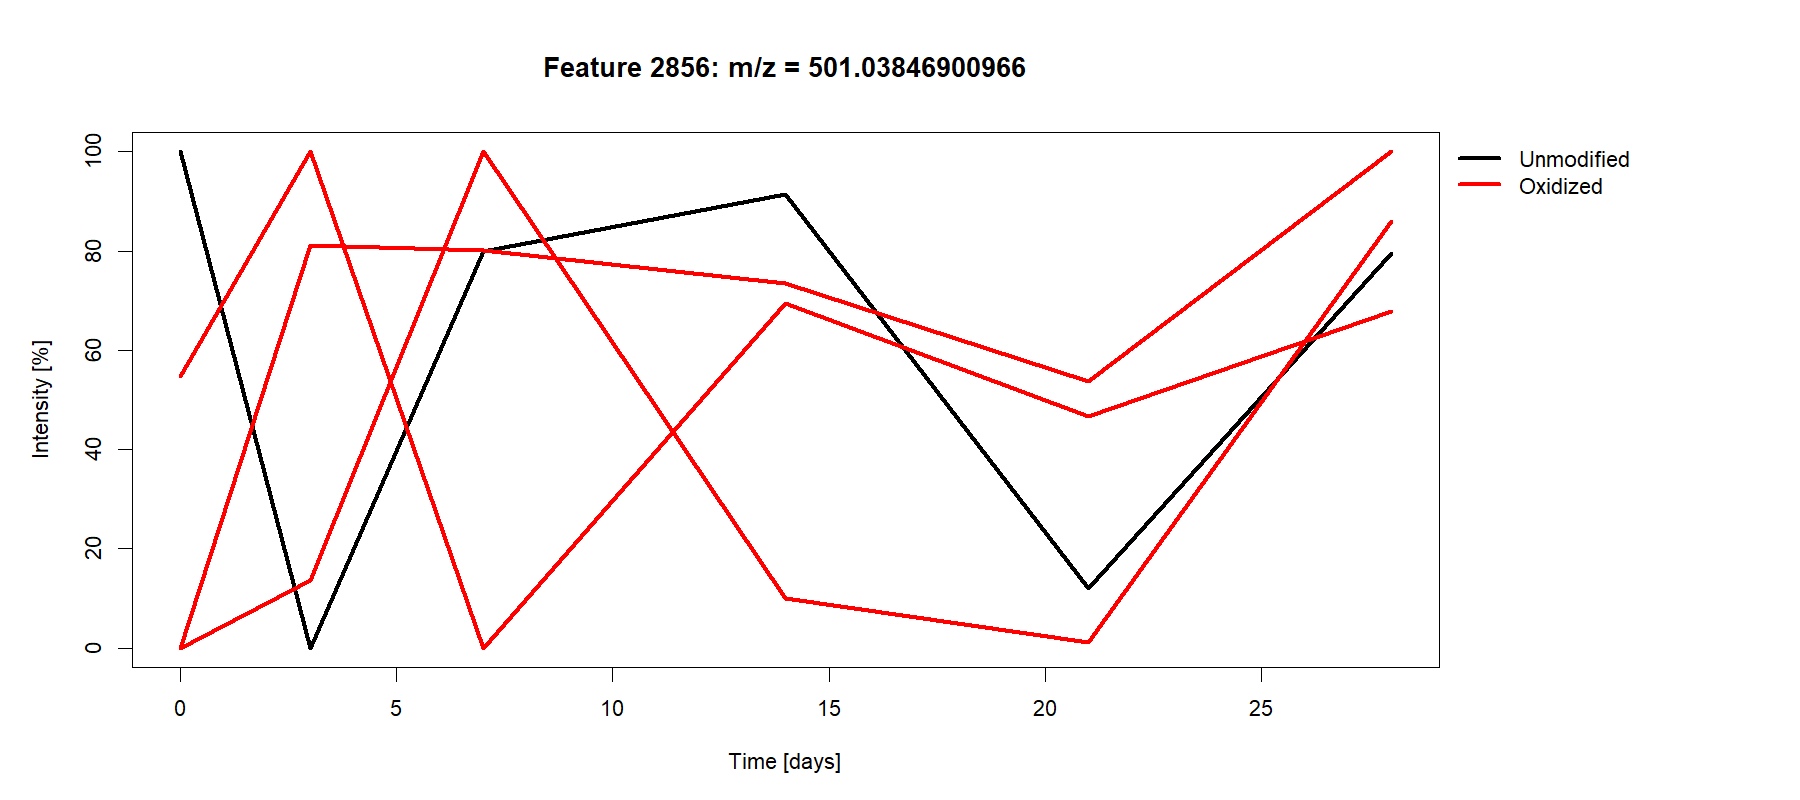 Feature 2856: m/z = 501.03846900966
Unmodified
Oxidized
Intensity [%]
100
80
60
40
20
0
0 5 10 15 20 25
Time [days]